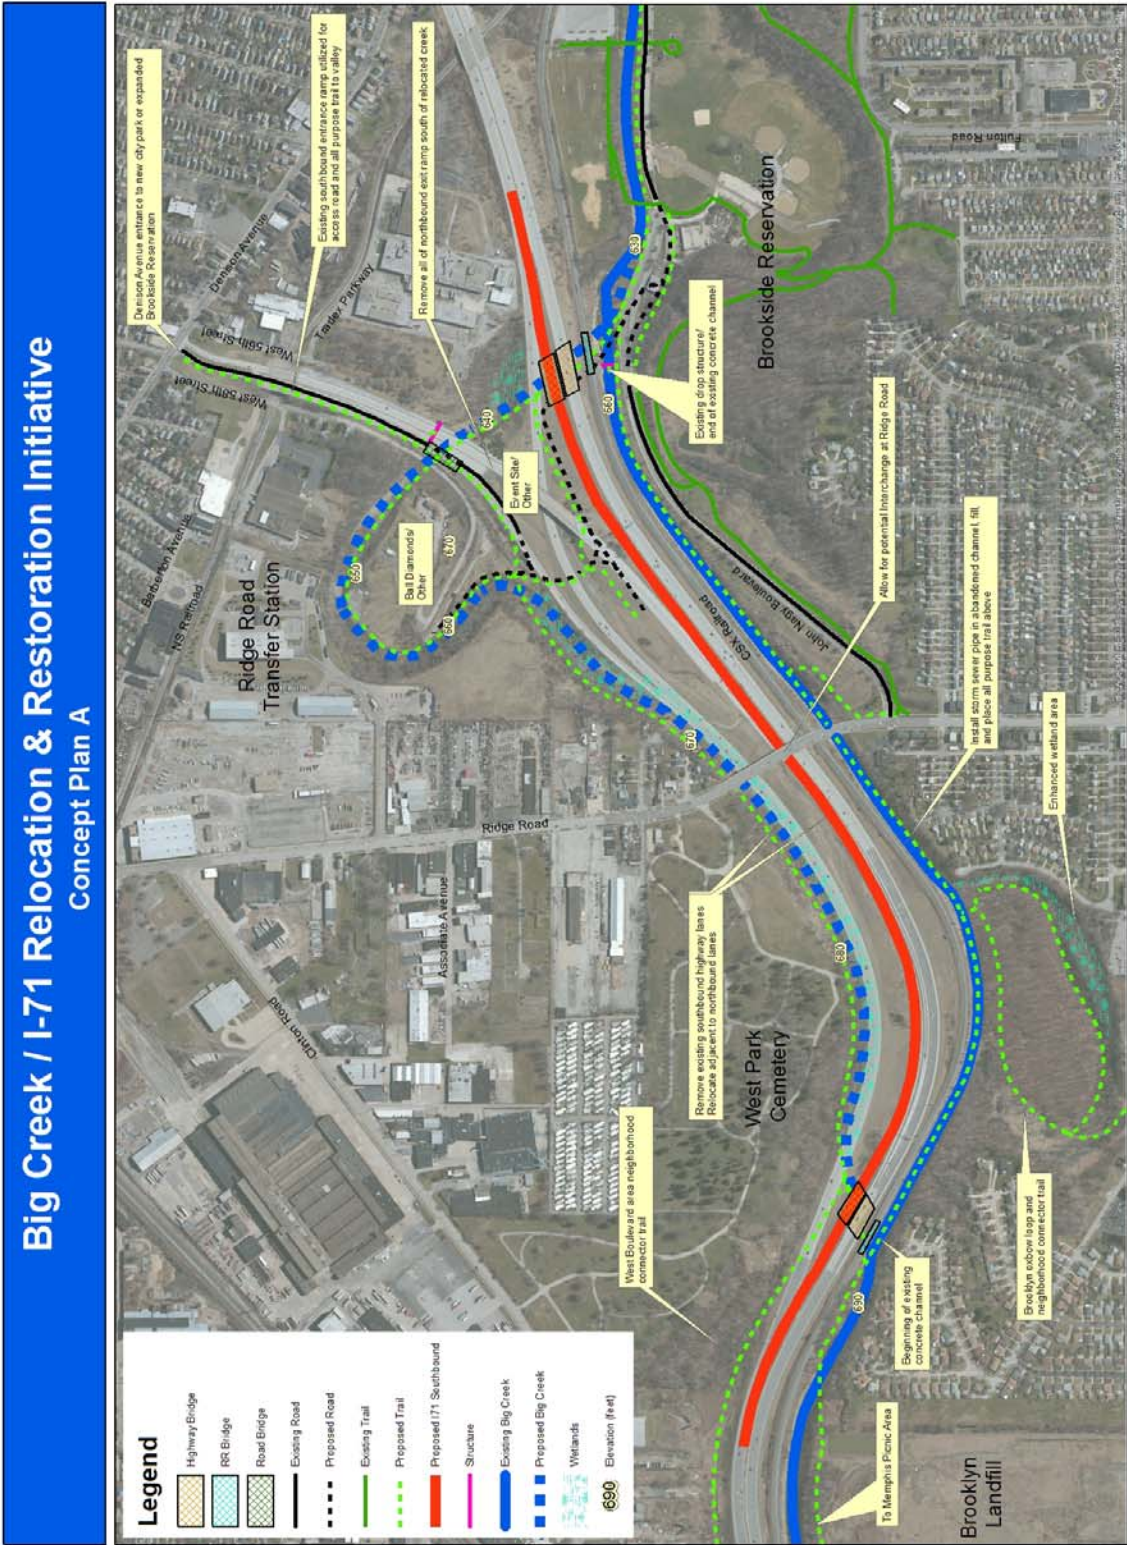 Big Creek / I-71 Relocation & Restoration Initiative
Concept Plan A
Legend
Highway Bridge
RR Bridge
Road Bridge
Existing Road
Proposed Road
Existing Trail
Proposed Trail
Proposed I71 Southbound
Structure
Existing Big Creek
Proposed Big Creek
Wetlands
690
Elevation (feet)
Denison Avenue entrance to new city park or expanded
Brookside Reservation
Existing southbound entrance ramp utilized for
access road and all purpose trail to valley
Remove all of northbound exit ramp south of relocated creek
Denison Avenue
West 56th Street
West 58th Street
Tradex Parkway
Barberton Avenue
NS Railroad
Ridge Road
Transfer Station
Ball Diamonds/
Other
Event Site/
Other
640
650
660
670
670
680
690
630
660
Existing drop structure/
end of existing concrete channel
Brookside Reservation
Fulton Road
John Nagy Boulevard
CSX Railroad
Allow for potential Interchange at Ridge Road
Install storm sewer pipe in abandoned channel, fill,
and place all purpose trail above
Enhanced wetland area
Ridge Road
Associate Avenue
Clinton Road
Remove existing southbound highway lanes
Relocate adjacent to northbound lanes
West Park
Cemetery
West Boulevard area neighborhood
connector trail
Brooklyn oxbow loop and
neighborhood connector trail
Beginning of existing
concrete channel
To Memphis Picnic Area
Brooklyn
Landfill